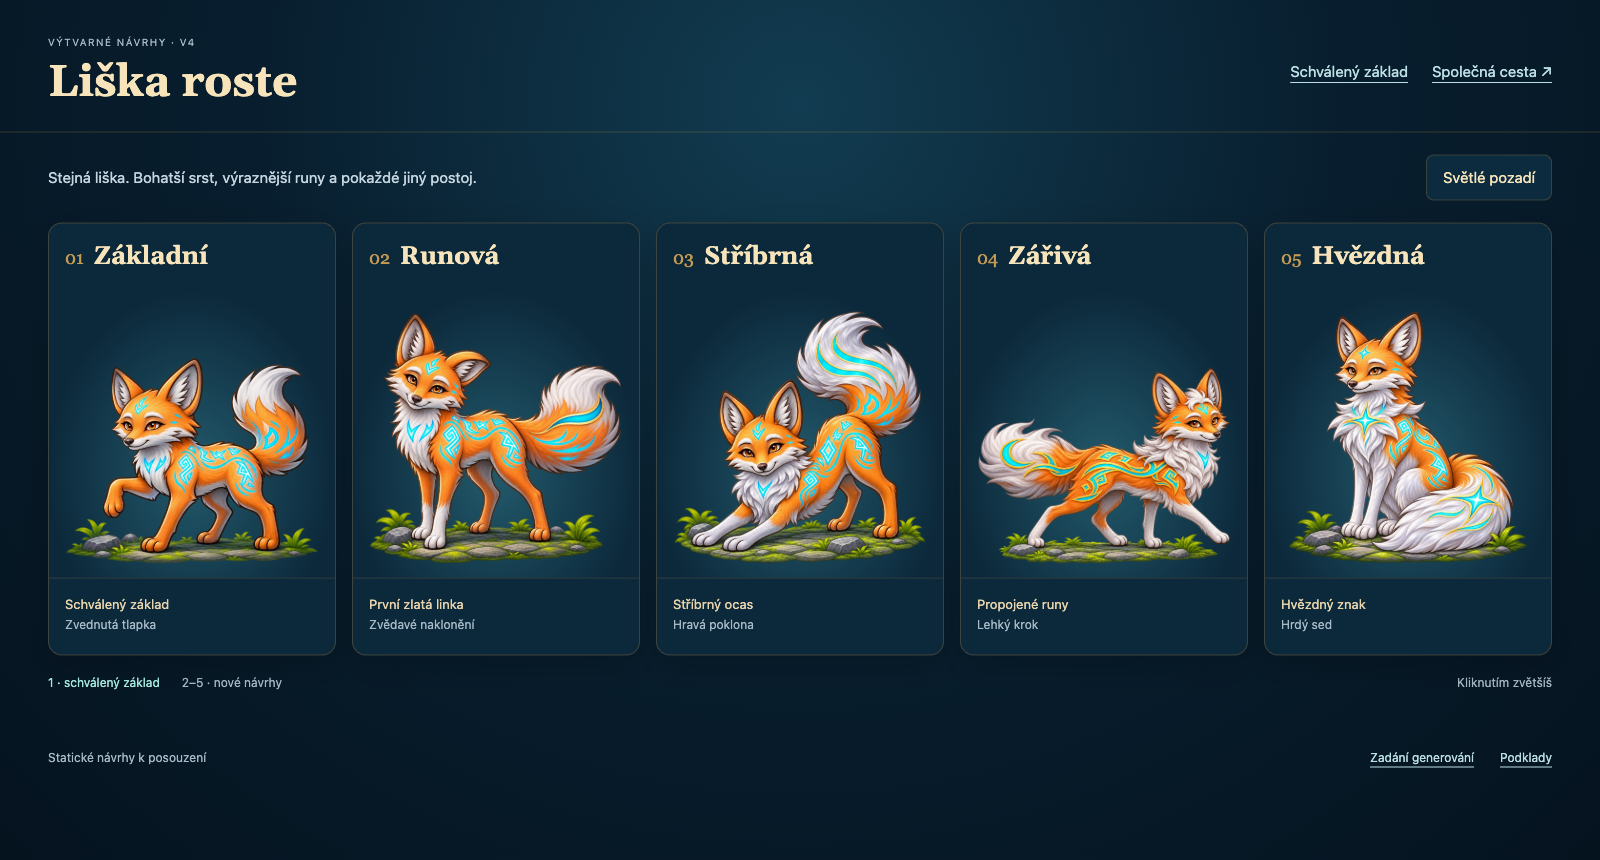 VÝTVARNÉ NÁVRHY · V4
Liška roste
Schválený základ
Společná cesta ↗
Stejná liška. Bohatší srst, výraznější runy a pokaždé jiný postoj.
Světlé pozadí
01 Základní
Schválený základ
Zvednutá tlapka
02 Runová
První zlatá linka
Zvědavé naklonění
03 Stříbrná
Stříbrný ocas
Hravá poklona
04 Zářivá
Propojené runy
Lehký krok
05 Hvězdná
Hvězdný znak
Hrdý sed
1 · schválený základ
2–5 · nové návrhy
Kliknutím zvětšíš
Statické návrhy k posouzení
Zadání generování
Podklady